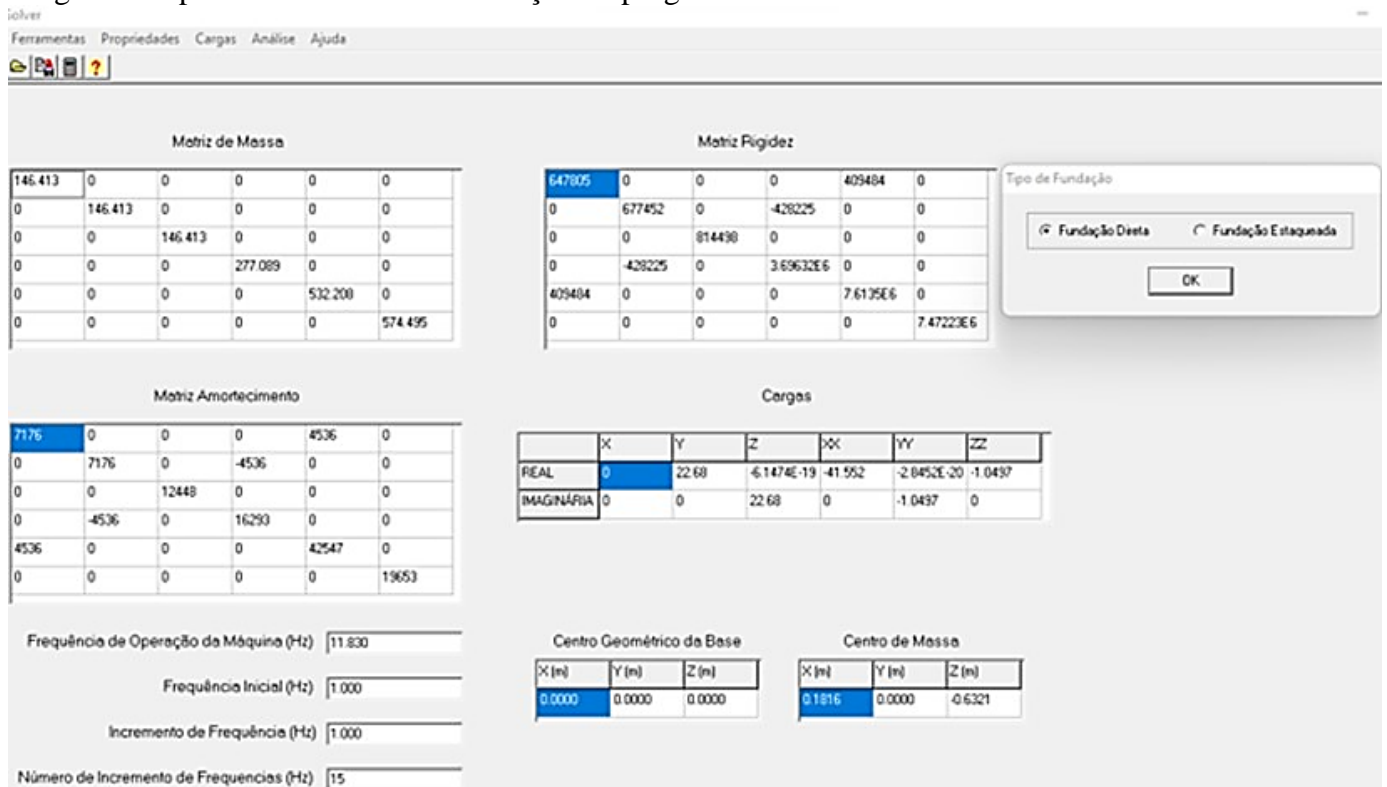 Solver
Ferramentas Propriedades Cargas Análise Ajuda
Matriz de Massa
146.413 0 0 0 0 0
0 146.413 0 0 0 0
0 0 146.413 0 0 0
0 0 0 277.089 0 0
0 0 0 0 532.208 0
0 0 0 0 0 574.495
Matriz Rigidez
647805 0 0 0 409484 0
0 677452 0 -428225 0 0
0 0 814498 0 0 0
0 -428225 0 3.69632E6 0 0
409484 0 0 0 7.6135E6 0
0 0 0 0 0 7.47223E6
Tipo de Fundação
Fundação Direta Fundação Estaqueada
OK
Matriz Amortecimento
7176 0 0 0 4536 0
0 7176 0 -4536 0 0
0 0 12448 0 0 0
0 -4536 0 16293 0 0
4536 0 0 0 42547 0
0 0 0 0 0 19653
Cargas
X Y Z XX YY ZZ
REAL 0 22.68 -6.1474E-19 -41.552 -2.8452E-20 -1.0497
IMAGINÁRIA 0 0 22.68 0 -1.0497 0
Frequência de Operação da Máquina (Hz) 11.830
Frequência Inicial (Hz) 1.000
Incremento de Frequência (Hz) 1.000
Número de Incremento de Frequencias (Hz) 15
Centro Geométrico da Base
X (m) Y (m) Z (m)
0.0000 0.0000 0.0000
Centro de Massa
X (m) Y (m) Z (m)
0.1816 0.0000 -0.6321